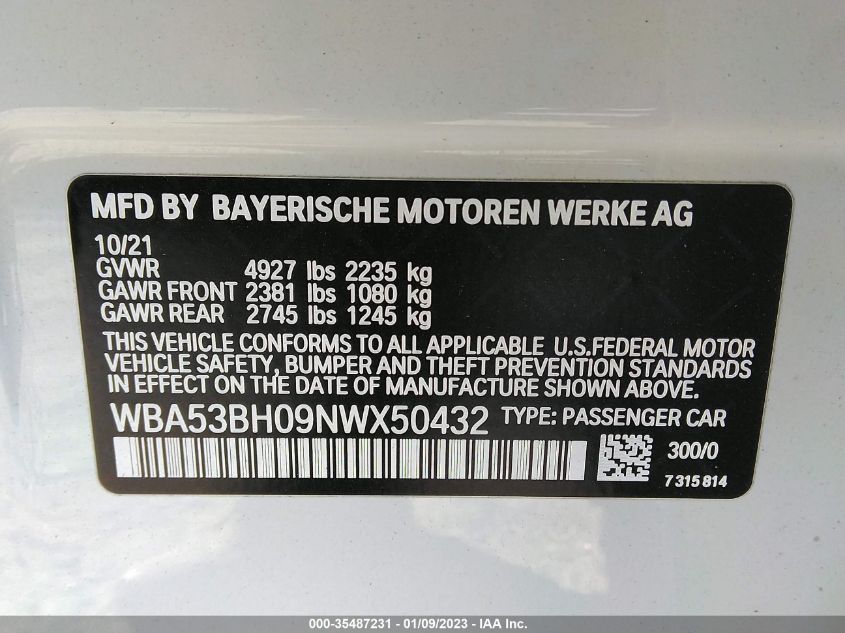 MFD BY BAYERISCHE MOTOREN WERKE AG
10/21
GVWR 4927 lbs 2235 kg
GAWR FRONT 2381 lbs 1080 kg
GAWR REAR 2745 lbs 1245 kg
THIS VEHICLE CONFORMS TO ALL APPLICABLE U.S.FEDERAL MOTOR
VEHICLE SAFETY, BUMPER AND THEFT PREVENTION STANDARDS
IN EFFECT ON THE DATE OF MANUFACTURE SHOWN ABOVE.
WBA53BH09NWX50432 TYPE: PASSENGER CAR
300/0
7 315 814
000-35487231 - 01/09/2023 - IAA Inc.